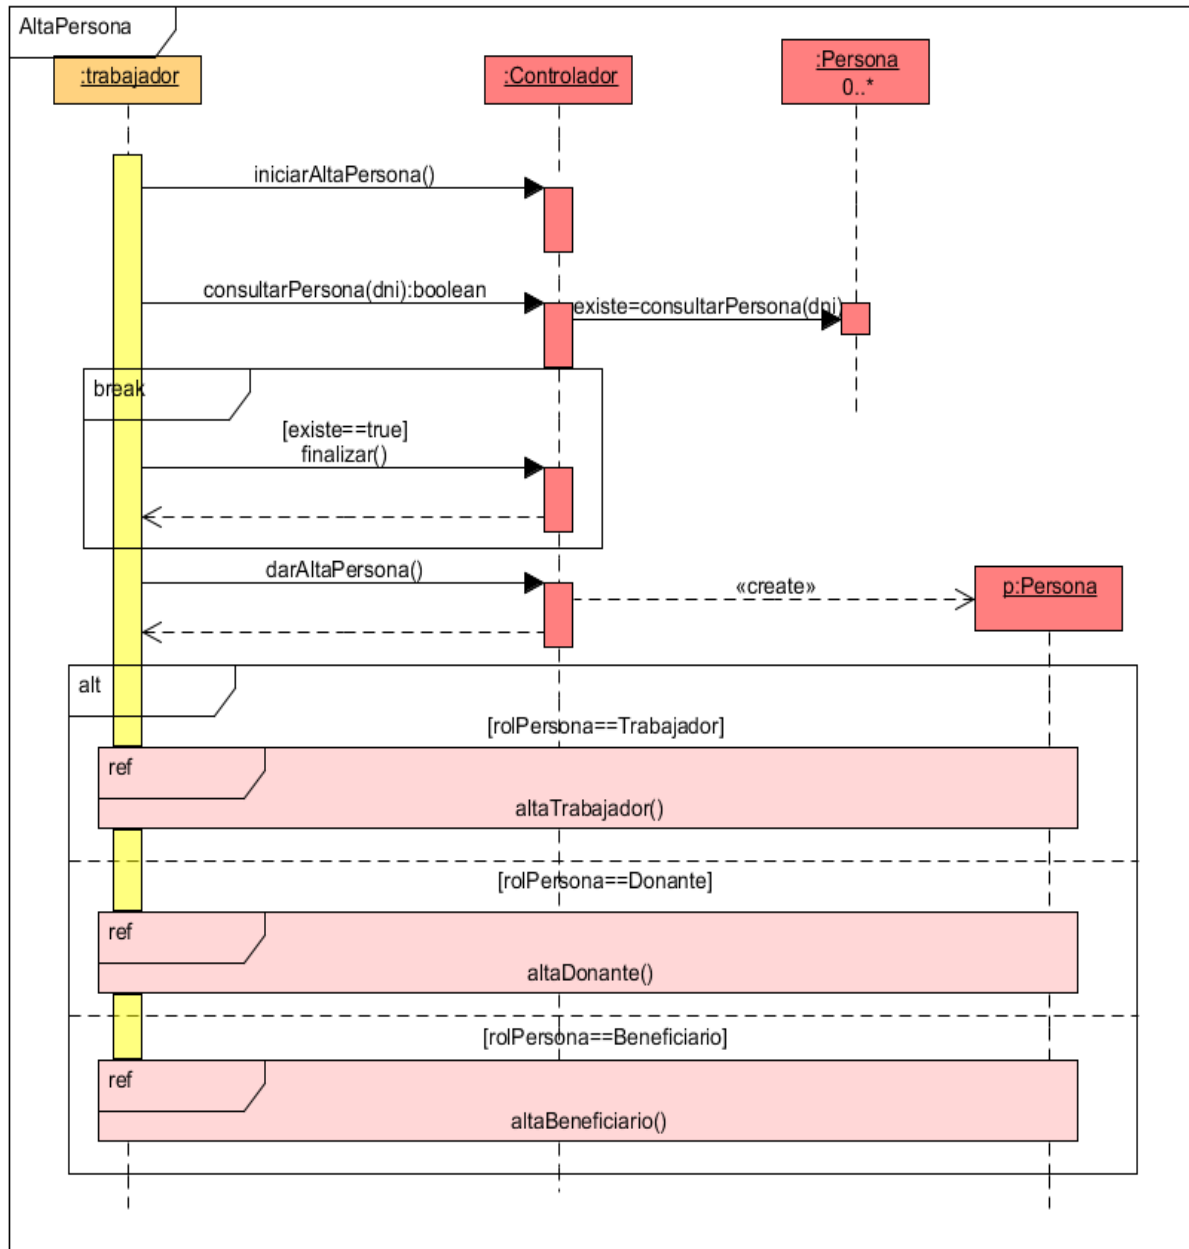 AltaPersona
:trabajador
:Controlador
:Persona
0..*
iniciarAltaPersona()
consultarPersona(dni):boolean
existe=consultarPersona(dni)
break
[existe==true]
finalizar()
darAltaPersona()
«create»
p:Persona
alt
[rolPersona==Trabajador]
ref
altaTrabajador()
[rolPersona==Donante]
ref
altaDonante()
[rolPersona==Beneficiario]
ref
altaBeneficiario()